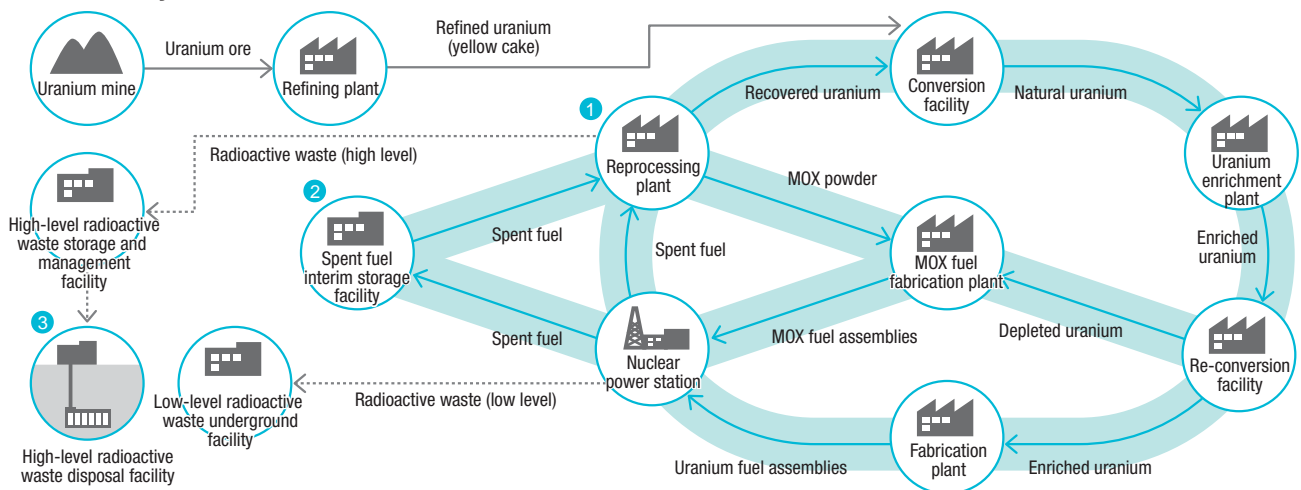 Uranium mine
Uranium ore
Refining plant
Refined uranium
(yellow cake)
Conversion
facility
Recovered uranium
Natural uranium
1
Reprocessing
plant
Radioactive waste (high level)
Uranium
enrichment
plant
High-level radioactive
waste storage and
management
facility
2
Spent fuel
interim storage
facility
Spent fuel
Spent fuel
MOX powder
MOX fuel
fabrication plant
Enriched
uranium
Depleted uranium
Re-conversion
facility
MOX fuel assemblies
Nuclear
power station
Spent fuel
3
High-level radioactive
waste disposal facility
Low-level radioactive
waste underground
facility
Radioactive waste (low level)
Uranium fuel assemblies
Fabrication
plant
Enriched uranium